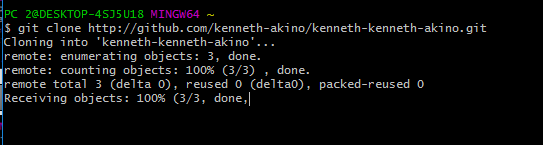 PC 2@DESKTOP-4SJ5U18 MINGW64 ~
$ git clone http://github.com/kenneth-akino/kenneth-kenneth-akino.git
Cloning into 'kenneth-kenneth-akino'...
remote: enumerating objects: 3, done.
remote: counting objects: 100% (3/3) , done.
remote total 3 (delta 0), reused 0 (delta0), packed-reused 0
Receiving objects: 100% (3/3, done,